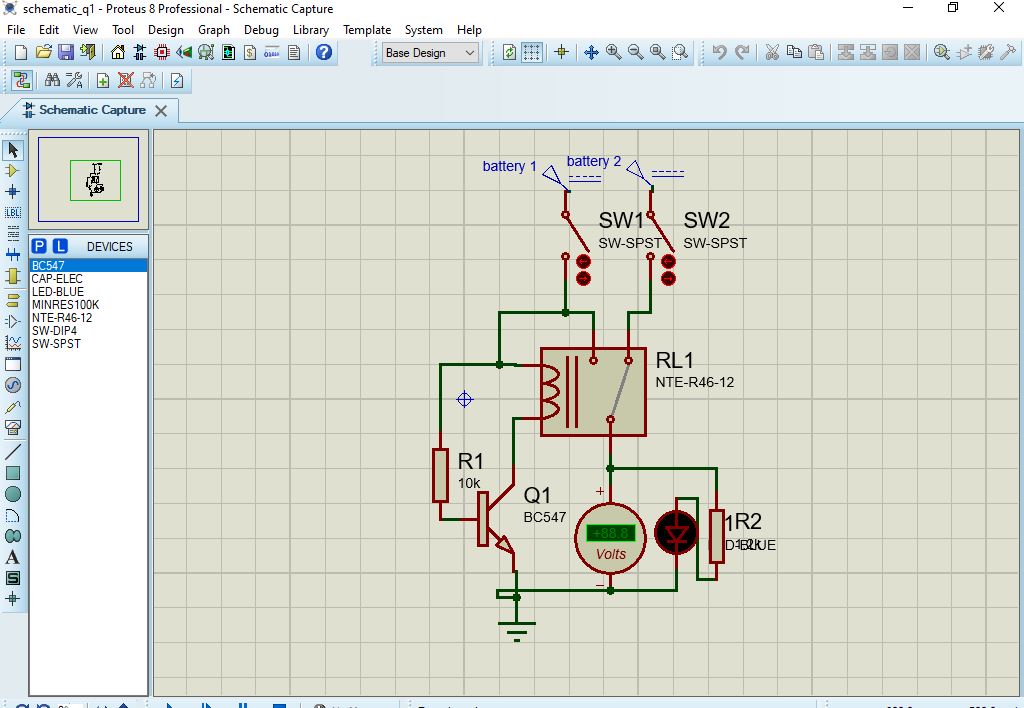 schematic_q1 - Proteus 8 Professional - Schematic Capture
File Edit View Tool Design Graph Debug Library Template System Help
Base Design
Schematic Capture
P L DEVICES
BC547
CAP-ELEC
LED-BLUE
MINRES100K
NTE-R46-12
SW-DIP4
SW-SPST
LBL
A
S
battery 1
battery 2
SW1
SW-SPST
SW2
SW-SPST
RL1
NTE-R46-12
R1
10k
Q1
BC547
+
+88.8
Volts
R2